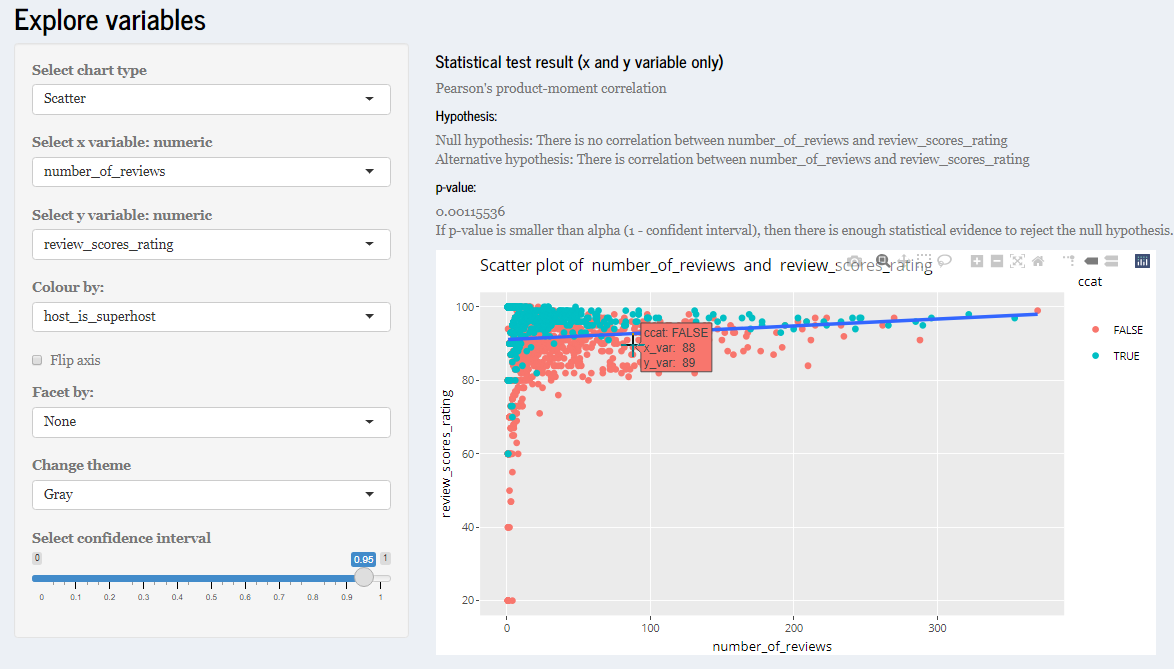 Explore variables
Select chart type
Scatter
Select x variable: numeric
number_of_reviews
Select y variable: numeric
review_scores_rating
Colour by:
host_is_superhost
Flip axis
Facet by:
None
Change theme
Gray
Select confidence interval
0 0.95 1
0 0.1 0.2 0.3 0.4 0.5 0.6 0.7 0.8 0.9 1
Statistical test result (x and y variable only)
Pearson's product-moment correlation
Hypothesis:
Null hypothesis: There is no correlation between number_of_reviews and review_scores_rating
Alternative hypothesis: There is correlation between number_of_reviews and review_scores_rating
p-value:
0.00115536
If p-value is smaller than alpha (1 - confident interval), then there is enough statistical evidence to reject the null hypothesis.
Scatter plot of number_of_reviews and review_scores_rating
ccat
FALSE
TRUE
100
80
60
40
20
review_scores_rating
ccat: FALSE
x_var: 88
y_var: 89
0 100 200 300
number_of_reviews